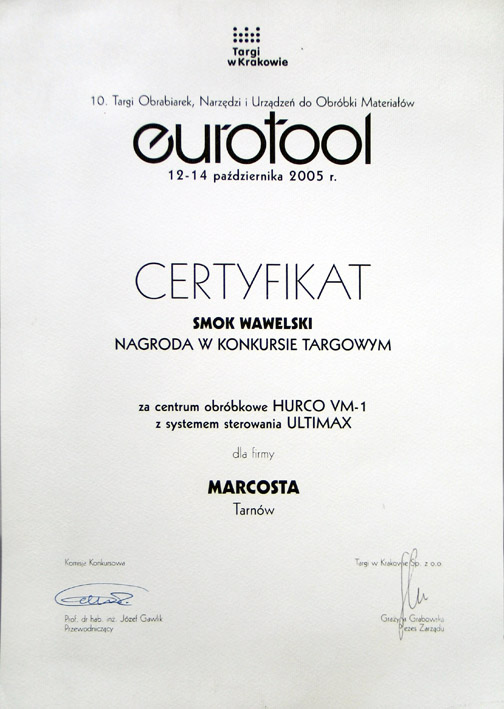 Targi
w Krakowie
10. Targi Obrabiarek, Narzędzi i Urządzeń do Obróbki Materiałów
eurotool
12-14 października 2005 r.
CERTYFIKAT
SMOK WAWELSKI
NAGRODA W KONKURSIE TARGOWYM
za centrum obróbkowe HURCO VM-1
z systemem sterowania ULTIMAX
dla firmy
MARCOSTA
Tarnów
Komisja Konkursowa
Targi w Krakowie Sp. z o.o.
Prof. dr hab. inż. Józef Gawlik
Przewodniczący
Grażyna Grabowska
Prezes Zarządu